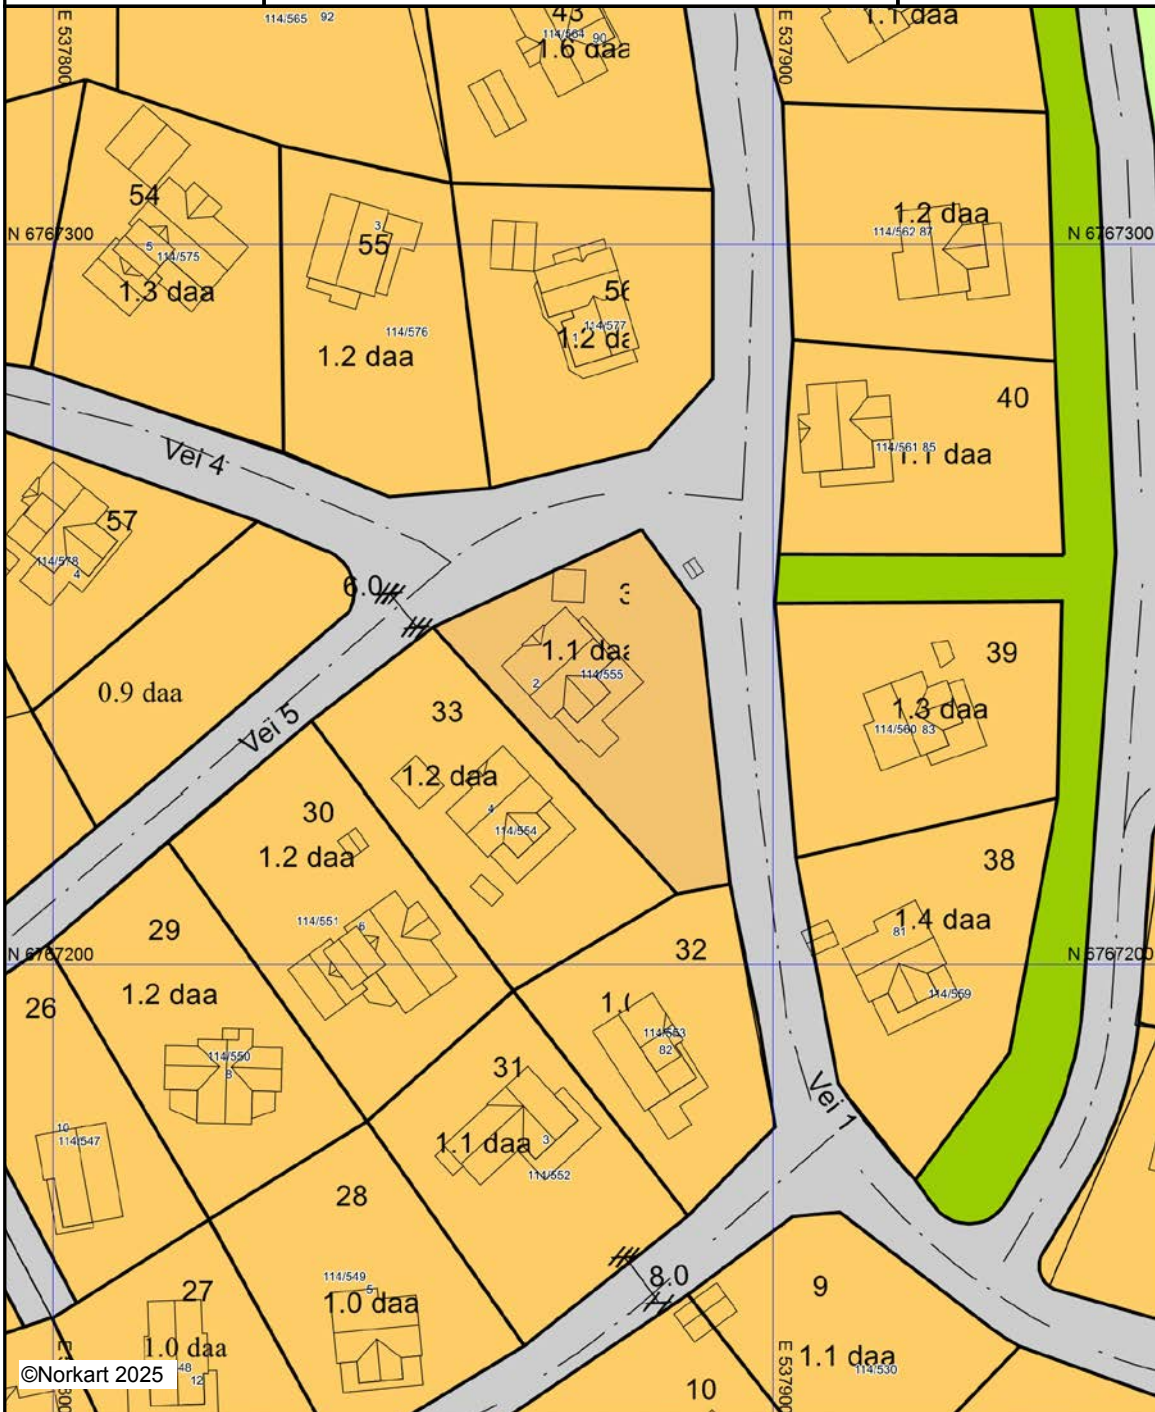 114/565 92
43
114/564 90
1.6 daa
1.1 daa
E 537800
E 537900
54
5
114/575
1.3 daa
N 6767300
3
55
114/576
1.2 daa
114/577
1
1.2
1.2 daa
114/562 87
N 6767300
40
114/561 85
1.1 daa
Vei 4
57
114/578
4
6.0
0.9 daa
Vei 5
1.1
114/555
2
39
1.3 daa
114/560 83
33
1.2 daa
4
114/554
30
1.2 daa
114/551 6
38
1.4 daa
81
114/559
29
N 6767200
1.2 daa
32
N 6767200
26
114/553
82
114/550
8
31
1.1 daa
3
114/552
Vei 1
10
114/547
28
114/549
5
1.0 daa
27
1.0 daa
12
8.0
9
1.1 daa
114/530
10
E 537900
©Norkart 2025